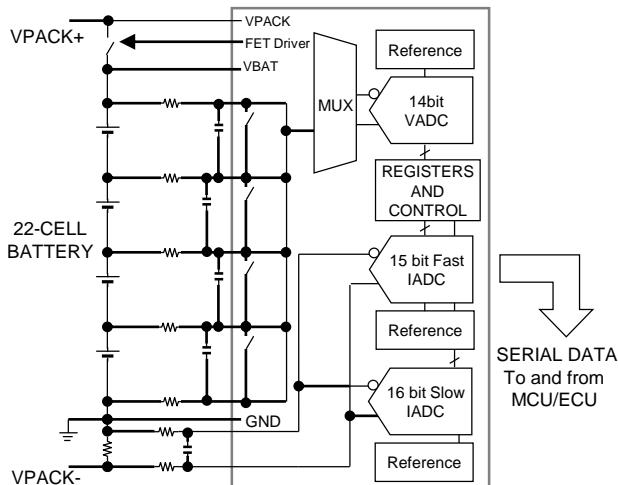 VPACK+
VPACK
FET Driver
VBAT
MUX
Reference
14bit
VADC
REGISTERS
AND
CONTROL
22-CELL
BATTERY
15 bit Fast
IADC
Reference
SERIAL DATA
To and from
MCU/ECU
16 bit Slow
IADC
GND
Reference
VPACK-